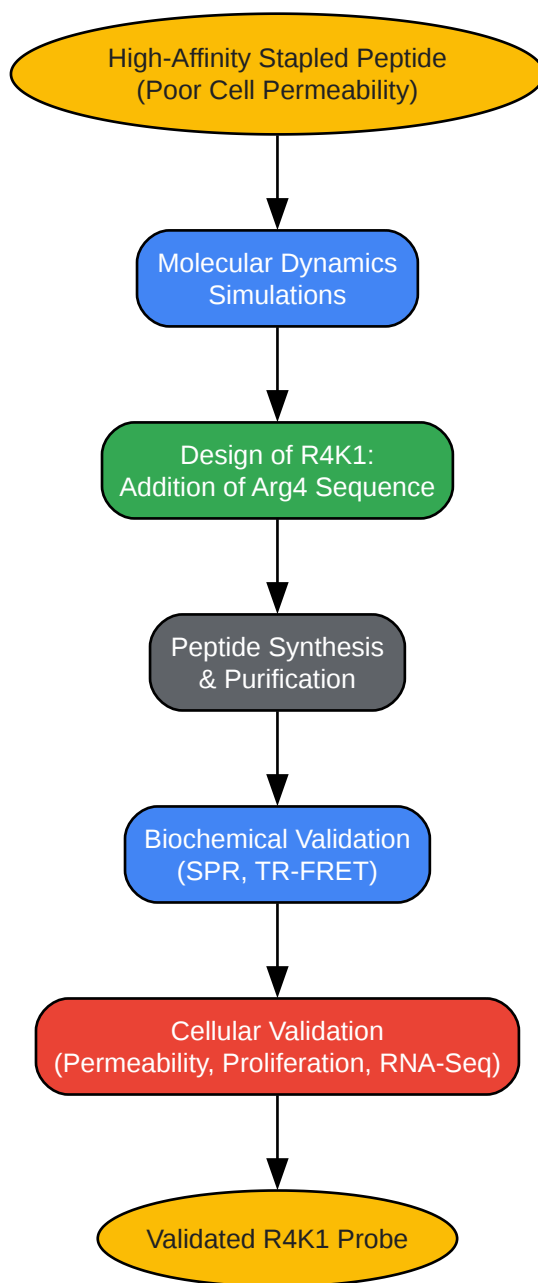 High-Affinity Stapled Peptide
(Poor Cell Permeability)
Molecular Dynamics
Simulations
Design of R4K1:
Addition of Arg4 Sequence
Peptide Synthesis
& Purification
Biochemical Validation
(SPR, TR-FRET)
Cellular Validation
(Permeability, Proliferation, RNA-Seq)
Validated R4K1 Probe